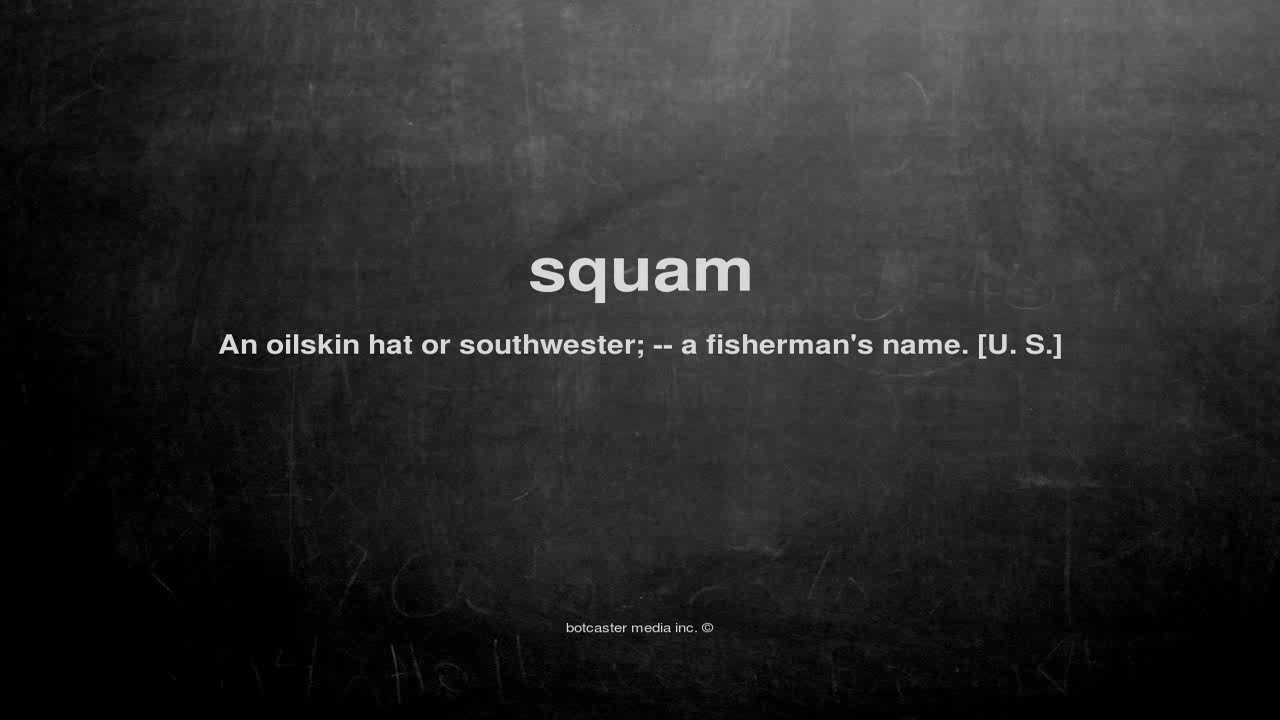 squam
An oilskin hat or southwester; -- a fisherman's name. [U. S.]
botcaster media inc. ©